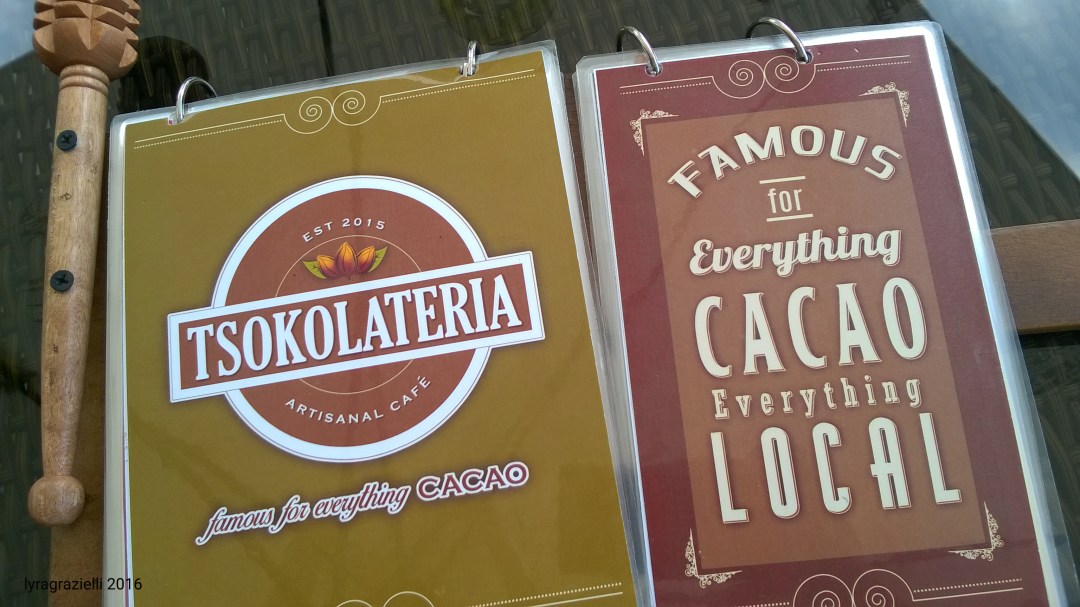 EST 2015
TSOKOLATERIA
ARTISANAL CAFÉ
famous for everything CACAO
FAMOUS
for
Everything
CACAO
Everything
LOCAL
lyragrazielli 2016